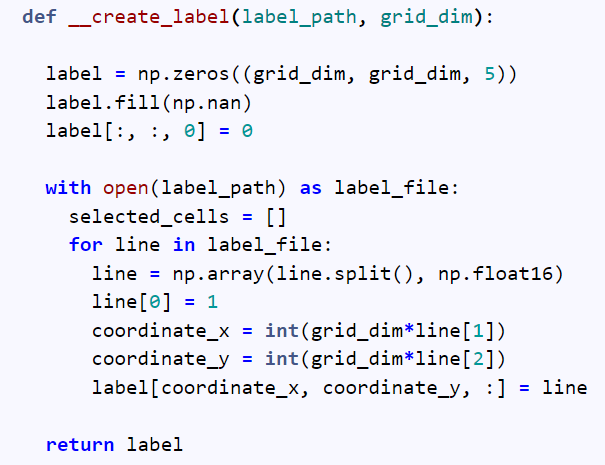 def __create_label(label_path, grid_dim):
label = np.zeros((grid_dim, grid_dim, 5))
label.fill(np.nan)
label[:, :, 0] = 0
with open(label_path) as label_file:
selected_cells = []
for line in label_file:
line = np.array(line.split(), np.float16)
line[0] = 1
coordinate_x = int(grid_dim*line[1])
coordinate_y = int(grid_dim*line[2])
label[coordinate_x, coordinate_y, :] = line
return label